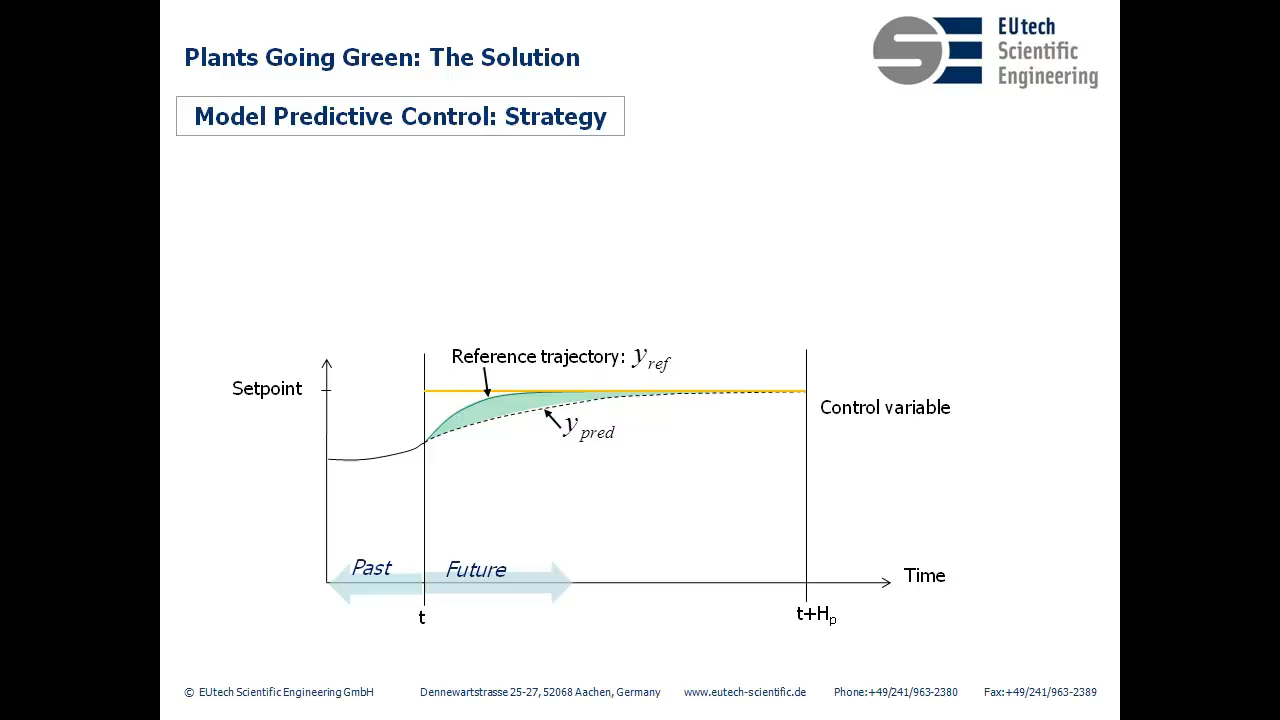 Plants Going Green: The Solution
EUtech
Scientific
Engineering
Model Predictive Control: Strategy
Reference trajectory: y_ref
Setpoint
Control variable
y_pred
Past
Future
Time
t
t+H_p
© EUtech Scientific Engineering GmbH Dennewartstrasse 25-27, 52068 Aachen, Germany www.eutech-scientific.de Phone:+49/241/963-2380 Fax:+49/241/963-2389